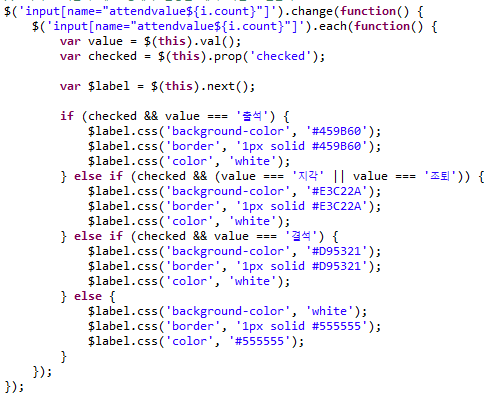 $('input[name="attendvalue${i.count}"]').change(function() {
    $('input[name="attendvalue${i.count}"]').each(function() {
        var value = $(this).val();
        var checked = $(this).prop('checked');

        var $label = $(this).next();

        if (checked && value === '출석') {
            $label.css('background-color', '#459B60');
            $label.css('border', '1px solid #459B60');
            $label.css('color', 'white');
        } else if (checked && (value === '지각' || value === '조퇴')) {
            $label.css('background-color', '#E3C22A');
            $label.css('border', '1px solid #E3C22A');
            $label.css('color', 'white');
        } else if (checked && value === '결석') {
            $label.css('background-color', '#D95321');
            $label.css('border', '1px solid #D95321');
            $label.css('color', 'white');
        } else {
            $label.css('background-color', 'white');
            $label.css('border', '1px solid #555555');
            $label.css('color', '#555555');
        }
    });
});